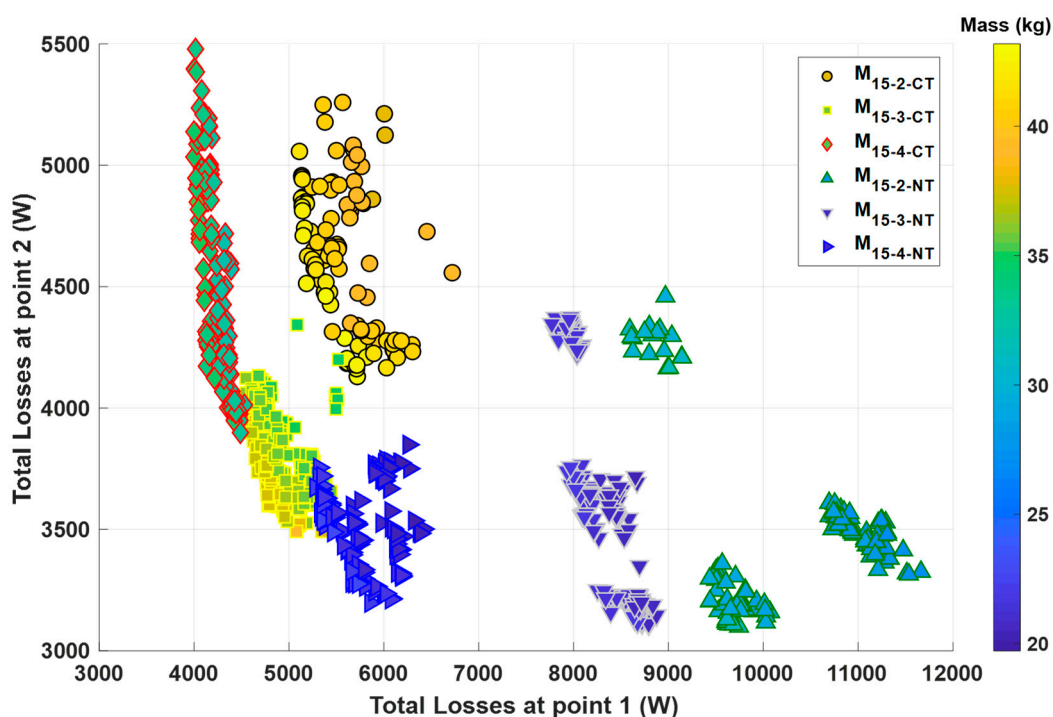 Mass (kg)
5500
5000
4500
4000
3500
3000
Total Losses at point 2 (W)
M15-2-CT
M15-3-CT
M15-4-CT
M15-2-NT
M15-3-NT
M15-4-NT
40
35
30
25
20
3000 4000 5000 6000 7000 8000 9000 10000 11000 12000
Total Losses at point 1 (W)